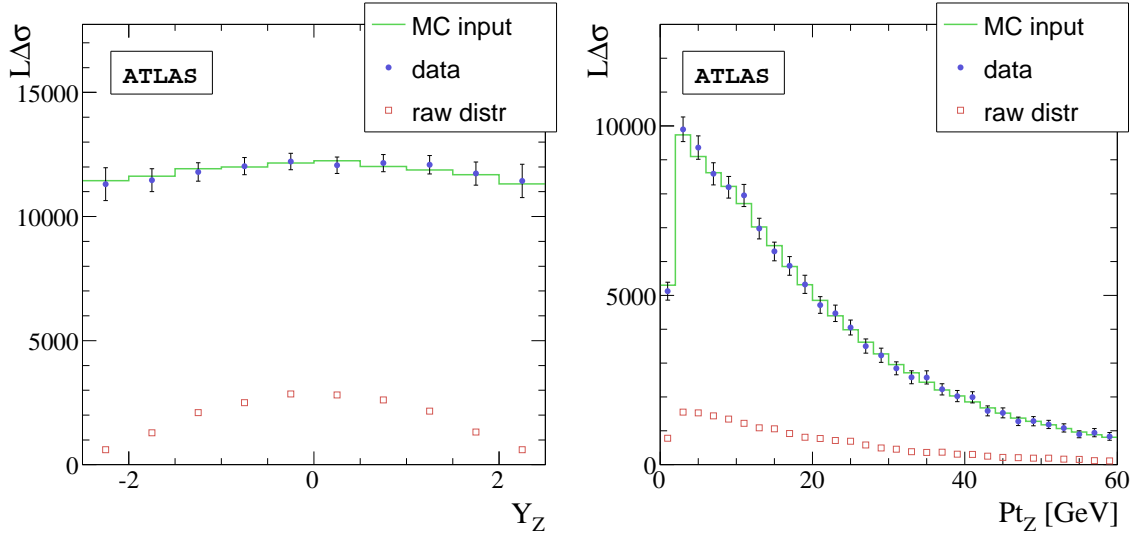 LΔσ
15000
10000
5000
0
-2
0
2
Y_Z
ATLAS
MC input
data
raw distr
LΔσ
10000
5000
0
0
20
40
60
Pt_Z [GeV]
ATLAS
MC input
data
raw distr